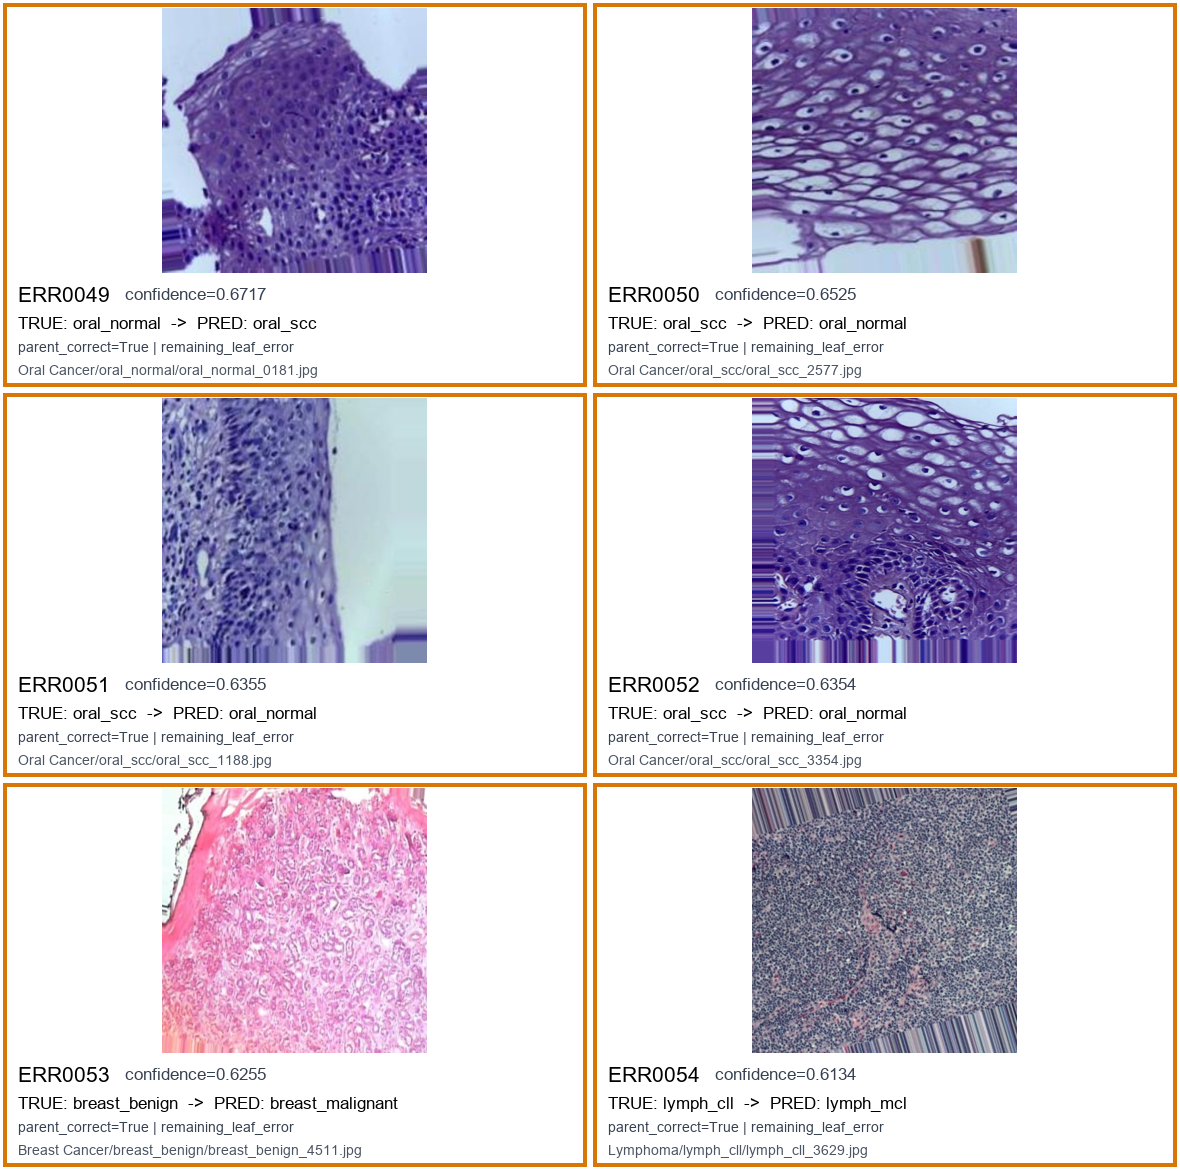 ERR0049 confidence=0.6717
TRUE: oral_normal -> PRED: oral_scc
parent_correct=True | remaining_leaf_error
Oral Cancer/oral_normal/oral_normal_0181.jpg
ERR0050 confidence=0.6525
TRUE: oral_scc -> PRED: oral_normal
parent_correct=True | remaining_leaf_error
Oral Cancer/oral_scc/oral_scc_2577.jpg
ERR0051 confidence=0.6355
TRUE: oral_scc -> PRED: oral_normal
parent_correct=True | remaining_leaf_error
Oral Cancer/oral_scc/oral_scc_1188.jpg
ERR0052 confidence=0.6354
TRUE: oral_scc -> PRED: oral_normal
parent_correct=True | remaining_leaf_error
Oral Cancer/oral_scc/oral_scc_3354.jpg
ERR0053 confidence=0.6255
TRUE: breast_benign -> PRED: breast_malignant
parent_correct=True | remaining_leaf_error
Breast Cancer/breast_benign/breast_benign_4511.jpg
ERR0054 confidence=0.6134
TRUE: lymph_cll -> PRED: lymph_mcl
parent_correct=True | remaining_leaf_error
Lymphoma/lymph_cll/lymph_cll_3629.jpg